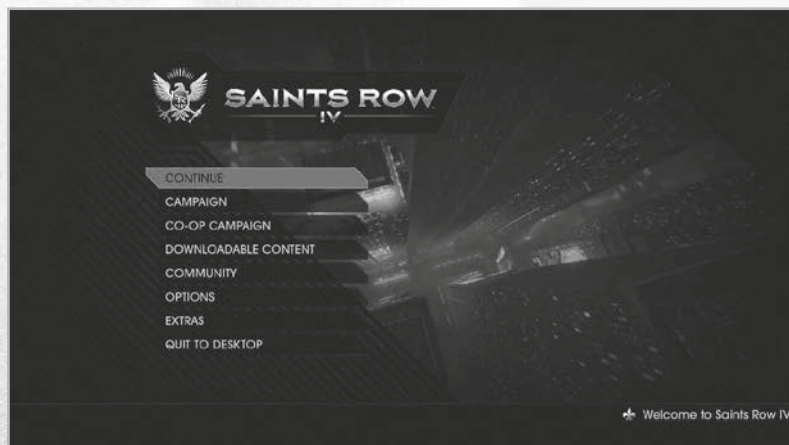 SAINTS ROW
IV
CONTINUE
CAMPAIGN
CO-OP CAMPAIGN
DOWNLOADABLE CONTENT
COMMUNITY
OPTIONS
EXTRAS
QUIT TO DESKTOP
Welcome to Saints Row IV